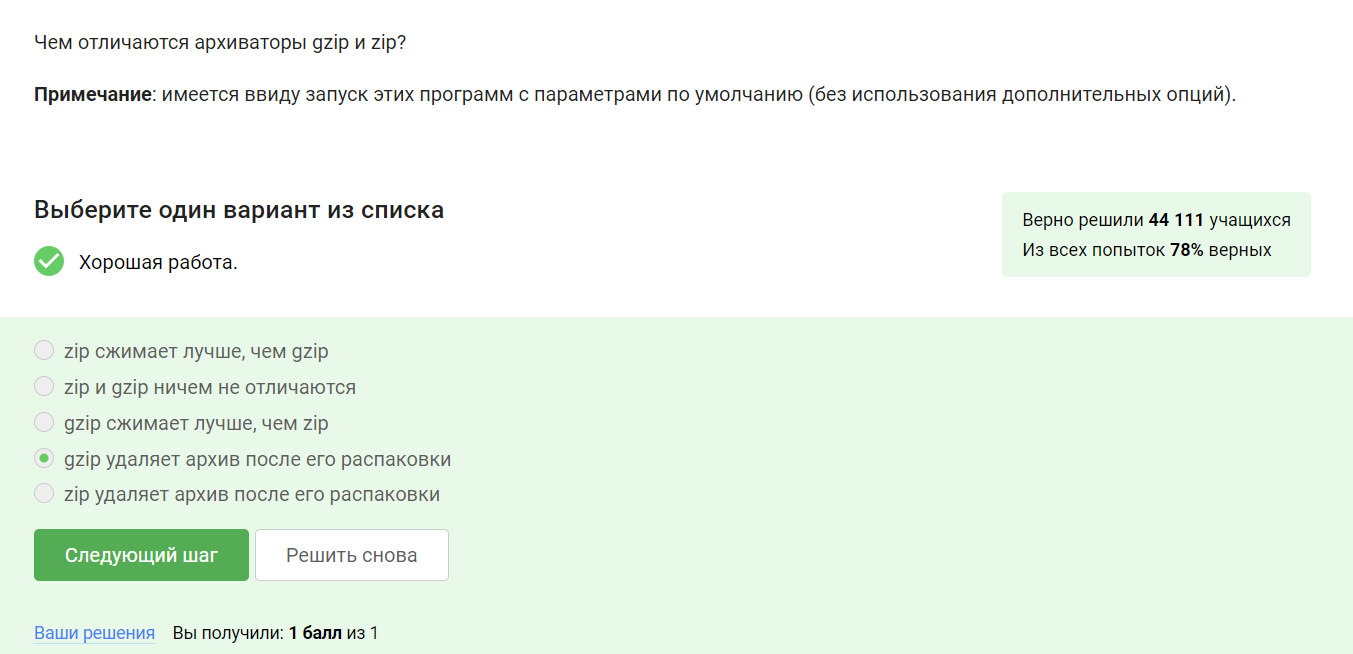 Чем отличаются архиваторы gzip и zip?
Примечание: имеется ввиду запуск этих программ с параметрами по умолчанию (без использования дополнительных опций).
Выберите один вариант из списка
Верно решили 44 111 учащихся
Из всех попыток 78% верных
Хорошая работа.
zip сжимает лучше, чем gzip
zip и gzip ничем не отличаются
gzip сжимает лучше, чем zip
gzip удаляет архив после его распаковки
zip удаляет архив после его распаковки
Следующий шаг
Решить снова
Ваши решения Вы получили: 1 балл из 1